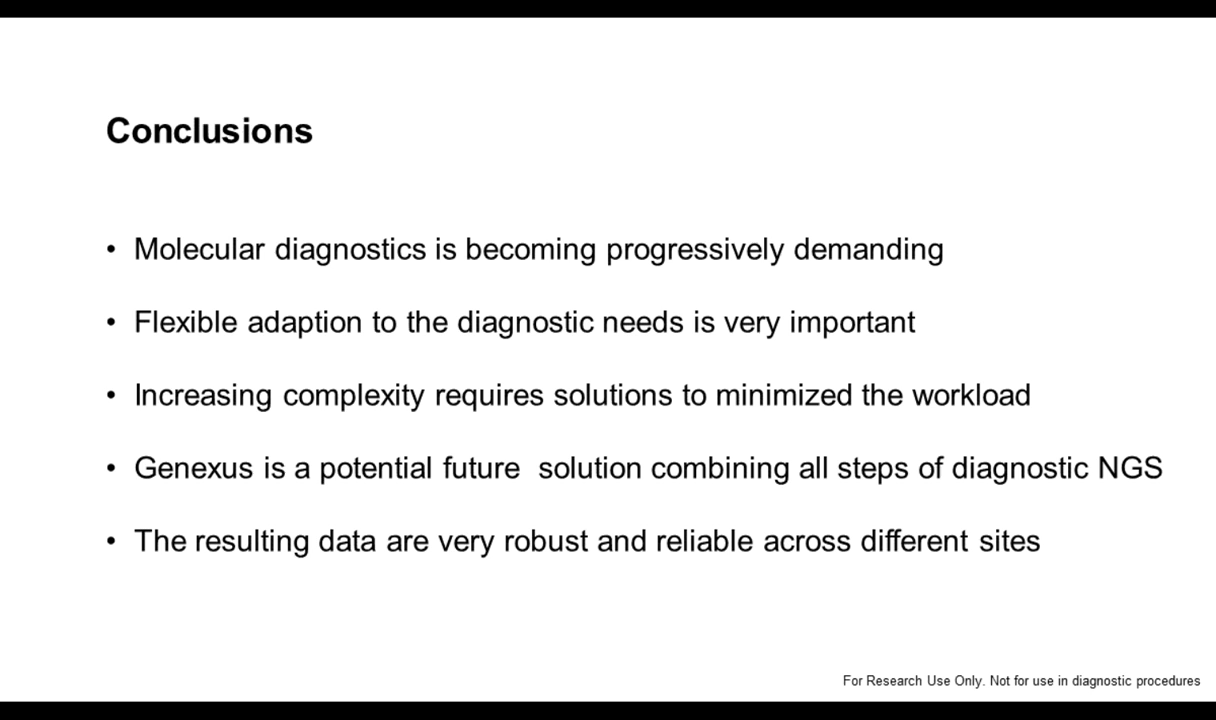 Conclusions
• Molecular diagnostics is becoming progressively demanding
• Flexible adaption to the diagnostic needs is very important
• Increasing complexity requires solutions to minimized the workload
• Genexus is a potential future  solution combining all steps of diagnostic NGS
• The resulting data are very robust and reliable across different sites
For Research Use Only. Not for use in diagnostic procedures